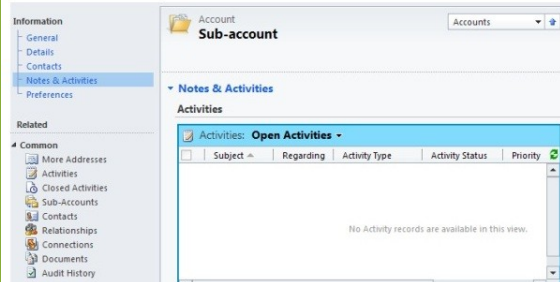 Information
General
Details
Contacts
Notes & Activities
Preferences
Related
Common
More Addresses
Activities
Closed Activities
Sub-Accounts
Contacts
Relationships
Connections
Documents
Audit History
Account
Sub-account
Accounts
Notes & Activities
Activities
Activities: Open Activities
Subject Regarding Activity Type Activity Status Priority
No Activity records are available in this view.